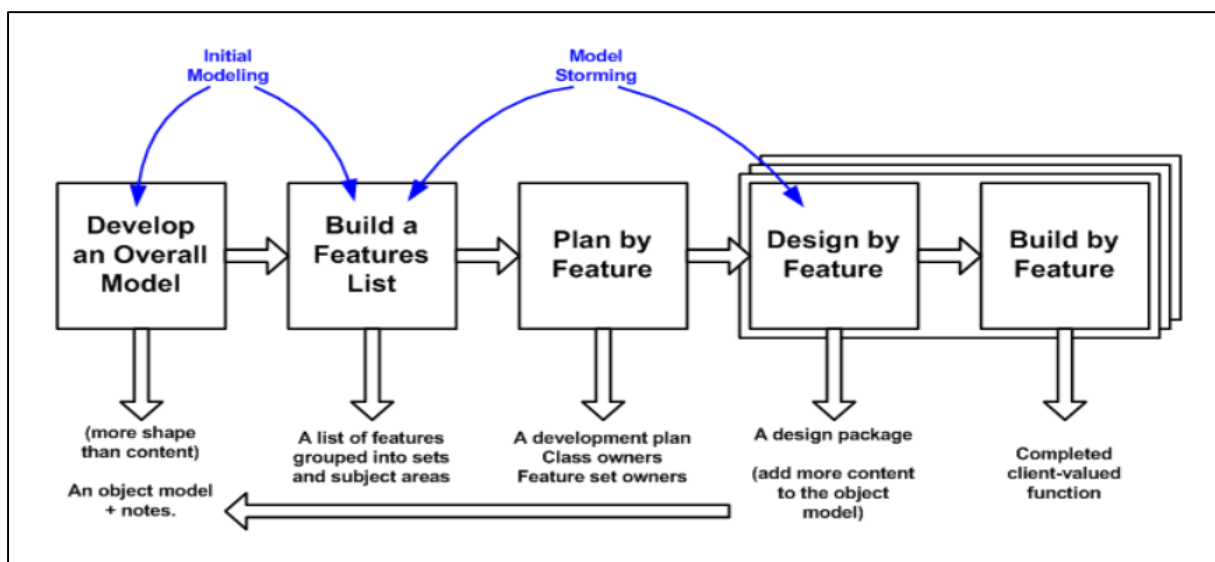 Initial
Modeling
Model
Storming
Develop
an Overall
Model
Build a
Features
List
Plan by
Feature
Design by
Feature
Build by
Feature
(more shape
than content)
An object model
+ notes.
A list of features
grouped into sets
and subject areas
A development plan
Class owners
Feature set owners
A design package
(add more content
to the object
model)
Completed
client-valued
function